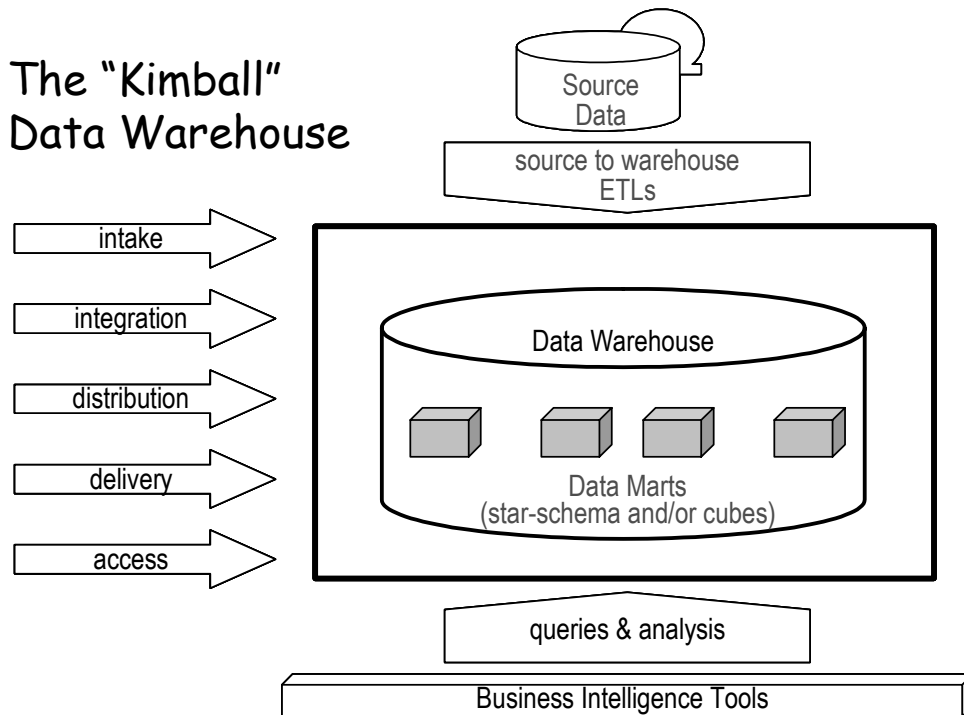 The “Kimball”
Data Warehouse
Source
Data
source to warehouse
ETLs
intake
integration
distribution
delivery
access
Data Warehouse
Data Marts
(star-schema and/or cubes)
queries & analysis
Business Intelligence Tools